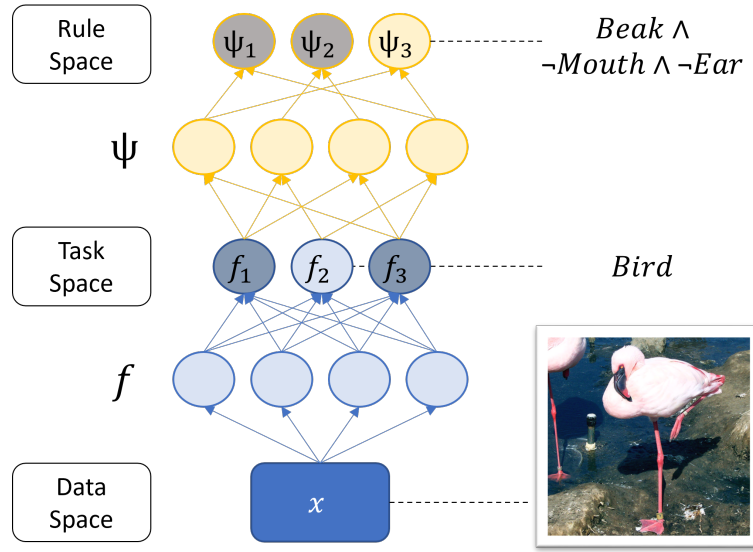 Rule
Space
ψ₁
ψ₂
ψ₃
Beak ∧
¬Mouth ∧ ¬Ear
ψ
Task
Space
f₁
f₂
f₃
Bird
f
Data
Space
x